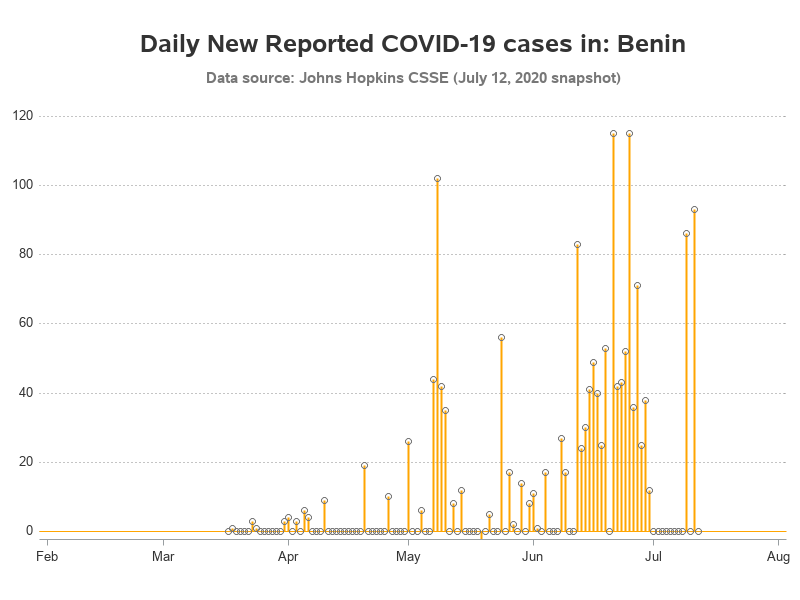 Daily New Reported COVID-19 cases in: Benin
Data source: Johns Hopkins CSSE (July 12, 2020 snapshot)
120
100
80
60
40
20
0
Feb Mar Apr May Jun Jul Aug